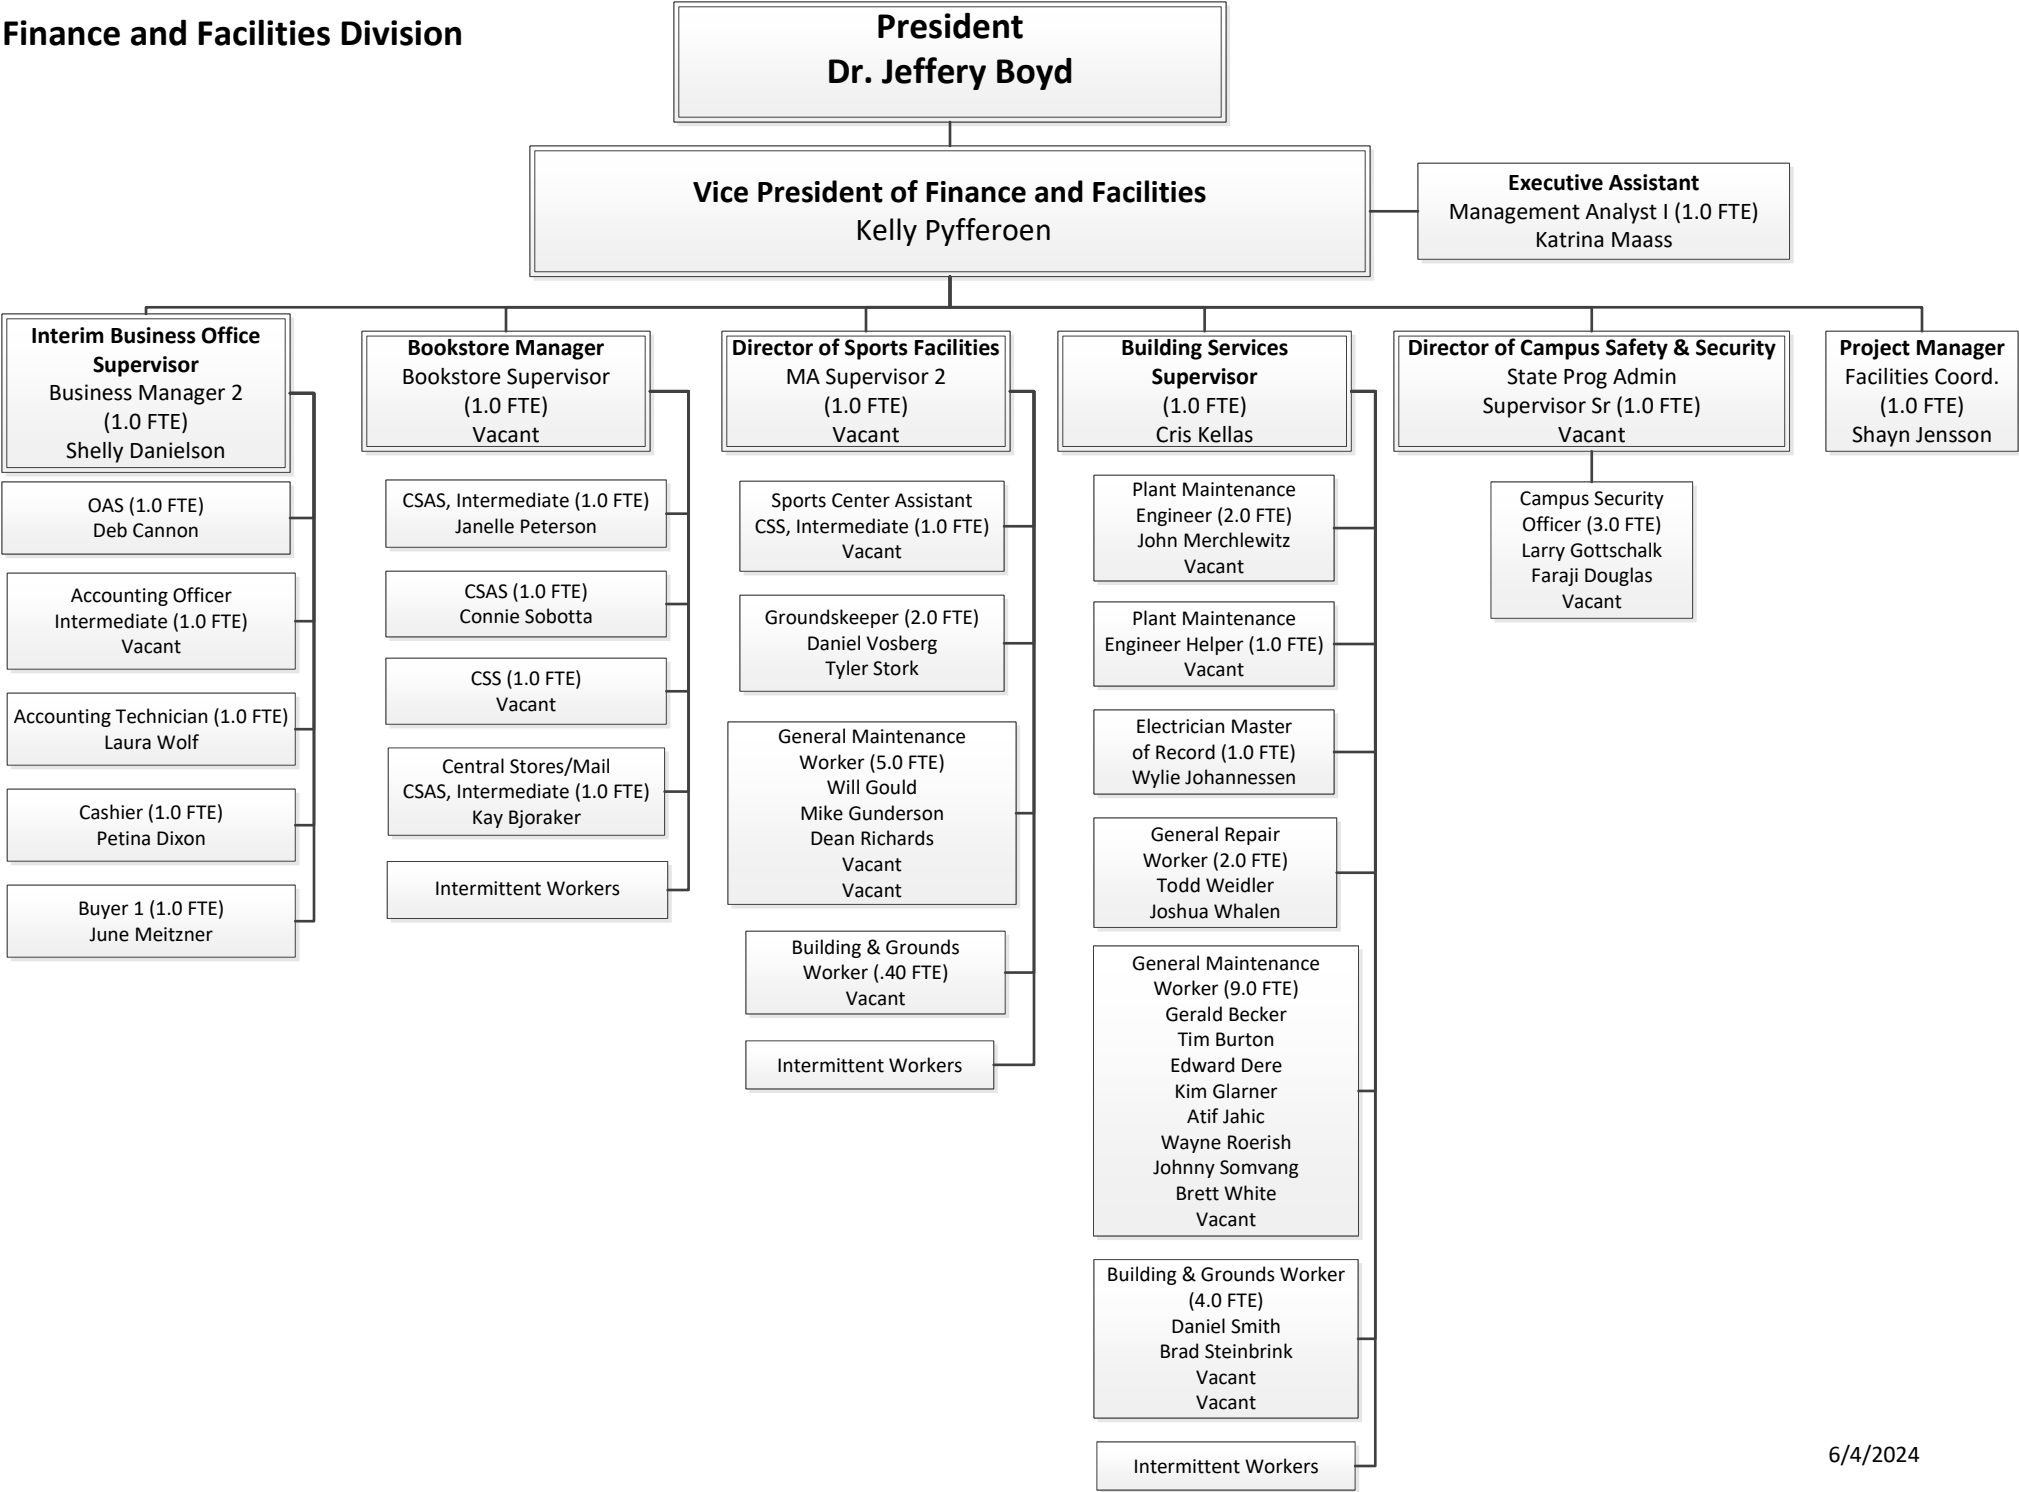 Finance and Facilities Division
President
Dr. Jeffery Boyd
Vice President of Finance and Facilities
Kelly Pyfferoen
Executive Assistant
Management Analyst I (1.0 FTE)
Katrina Maass
Interim Business Office
Supervisor
Business Manager 2
(1.0 FTE)
Shelly Danielson
OAS (1.0 FTE)
Deb Cannon
Accounting Officer
Intermediate (1.0 FTE)
Vacant
Accounting Technician (1.0 FTE)
Laura Wolf
Cashier (1.0 FTE)
Petina Dixon
Buyer 1 (1.0 FTE)
June Meitzner
Bookstore Manager
Bookstore Supervisor
(1.0 FTE)
Vacant
CSAS, Intermediate (1.0 FTE)
Janelle Peterson
CSAS (1.0 FTE)
Connie Sobotta
CSS (1.0 FTE)
Vacant
Central Stores/Mail
CSAS, Intermediate (1.0 FTE)
Kay Bjoraker
Intermittent Workers
Director of Sports Facilities
MA Supervisor 2
(1.0 FTE)
Vacant
Sports Center Assistant
CSS, Intermediate (1.0 FTE)
Vacant
Groundskeeper (2.0 FTE)
Daniel Vosberg
Tyler Stork
General Maintenance
Worker (5.0 FTE)
Will Gould
Mike Gunderson
Dean Richards
Vacant
Vacant
Building & Grounds
Worker (.40 FTE)
Vacant
Intermittent Workers
Building Services
Supervisor
(1.0 FTE)
Cris Kellas
Plant Maintenance
Engineer (2.0 FTE)
John Merchlewitz
Vacant
Plant Maintenance
Engineer Helper (1.0 FTE)
Vacant
Electrician Master
of Record (1.0 FTE)
Wylie Johannessen
General Repair
Worker (2.0 FTE)
Todd Weidler
Joshua Whalen
General Maintenance
Worker (9.0 FTE)
Gerald Becker
Tim Burton
Edward Dere
Kim Glarner
Atif Jahic
Wayne Roerish
Johnny Somvang
Brett White
Vacant
Building & Grounds Worker
(4.0 FTE)
Daniel Smith
Brad Steinbrink
Vacant
Vacant
Intermittent Workers
Director of Campus Safety & Security
State Prog Admin
Supervisor Sr (1.0 FTE)
Vacant
Campus Security
Officer (3.0 FTE)
Larry Gottschalk
Faraji Douglas
Vacant
Project Manager
Facilities Coord.
(1.0 FTE)
Shayn Jensson
6/4/2024